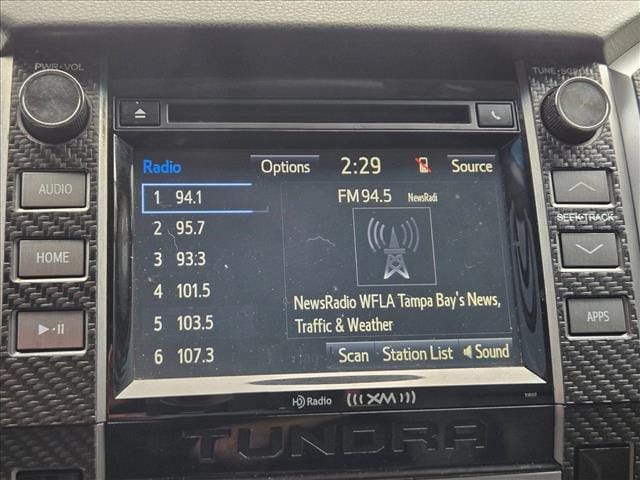 PWR•VOL
TUNE•SCROLL
AUDIO
HOME
SEEK•TRACK
APPS
Radio
Options
2:29
Source
1 94.1
2 95.7
3 93.3
4 101.5
5 103.5
6 107.3
FM 94.5 NewsRadi
NewsRadio WFLA Tampa Bay's News,
Traffic & Weather
Scan
Station List
Sound
HD Radio
((( XM )))
TUNDRA